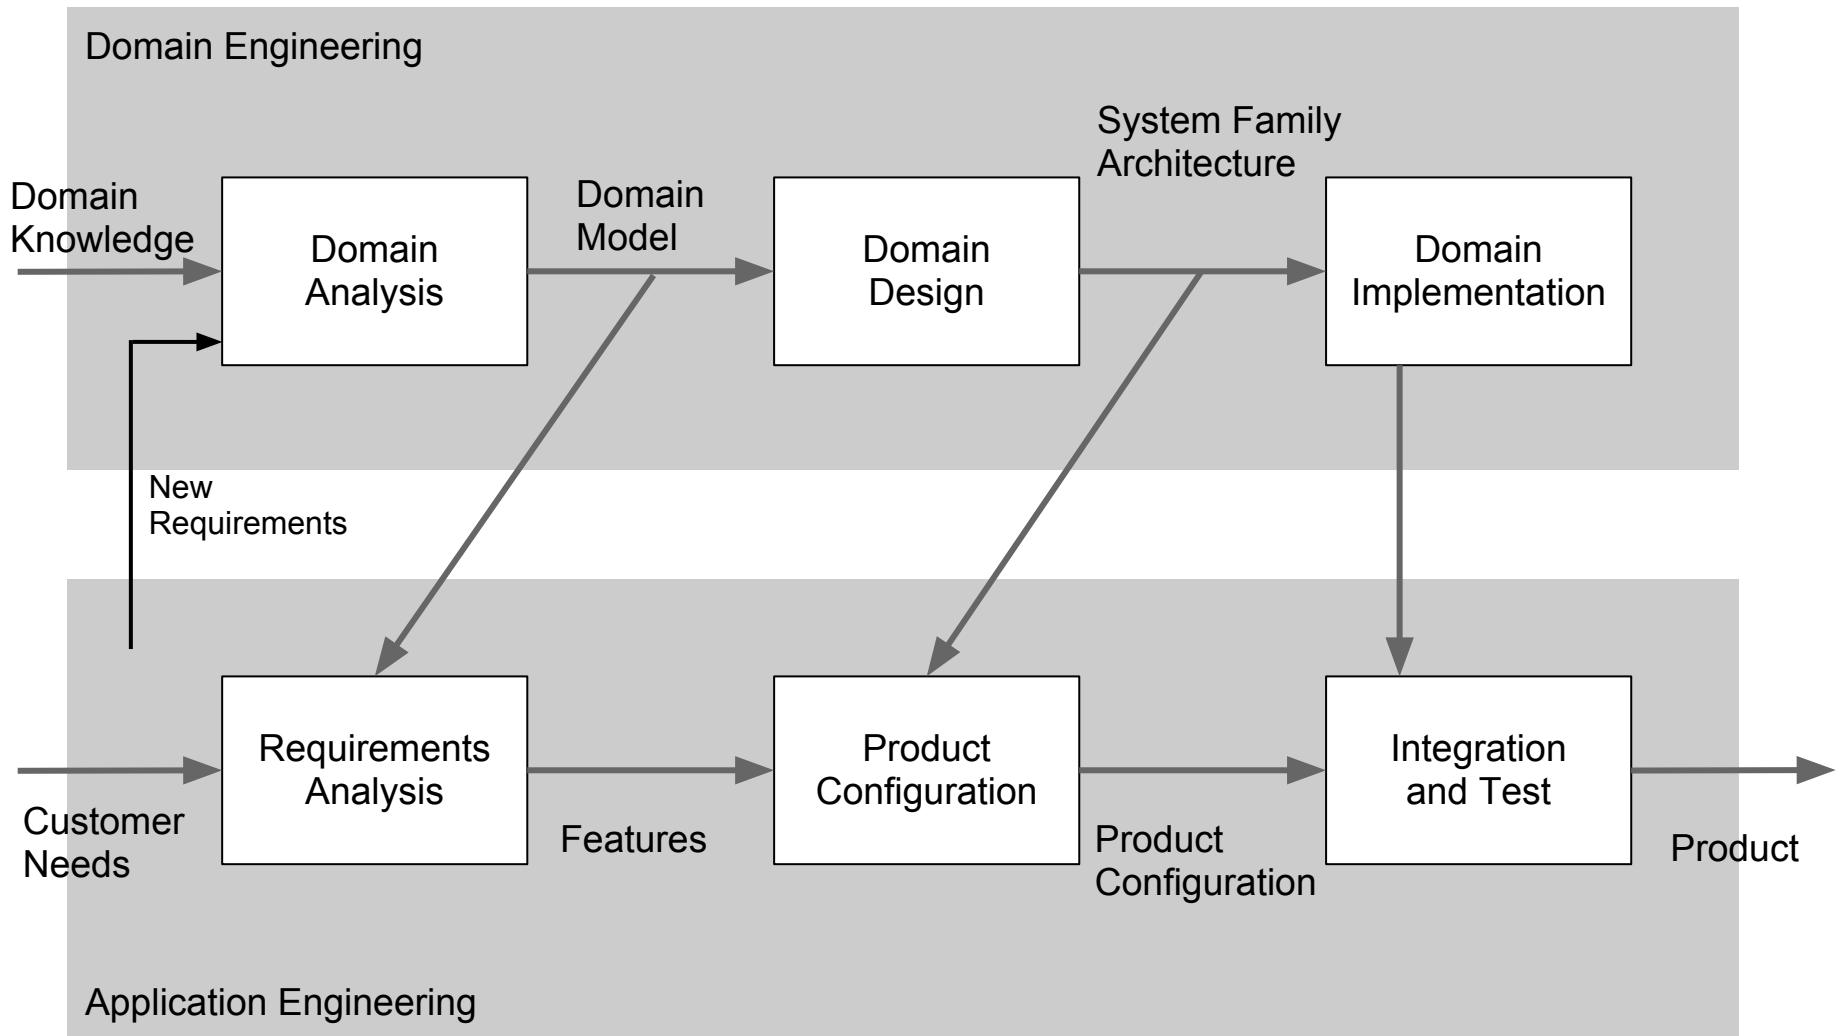 Domain Engineering
System Family
Architecture
Domain
Knowledge
Domain
Analysis
Domain
Model
Domain
Design
Domain
Implementation
New
Requirements
Requirements
Analysis
Product
Configuration
Integration
and Test
Customer
Needs
Features
Product
Configuration
Product
Application Engineering